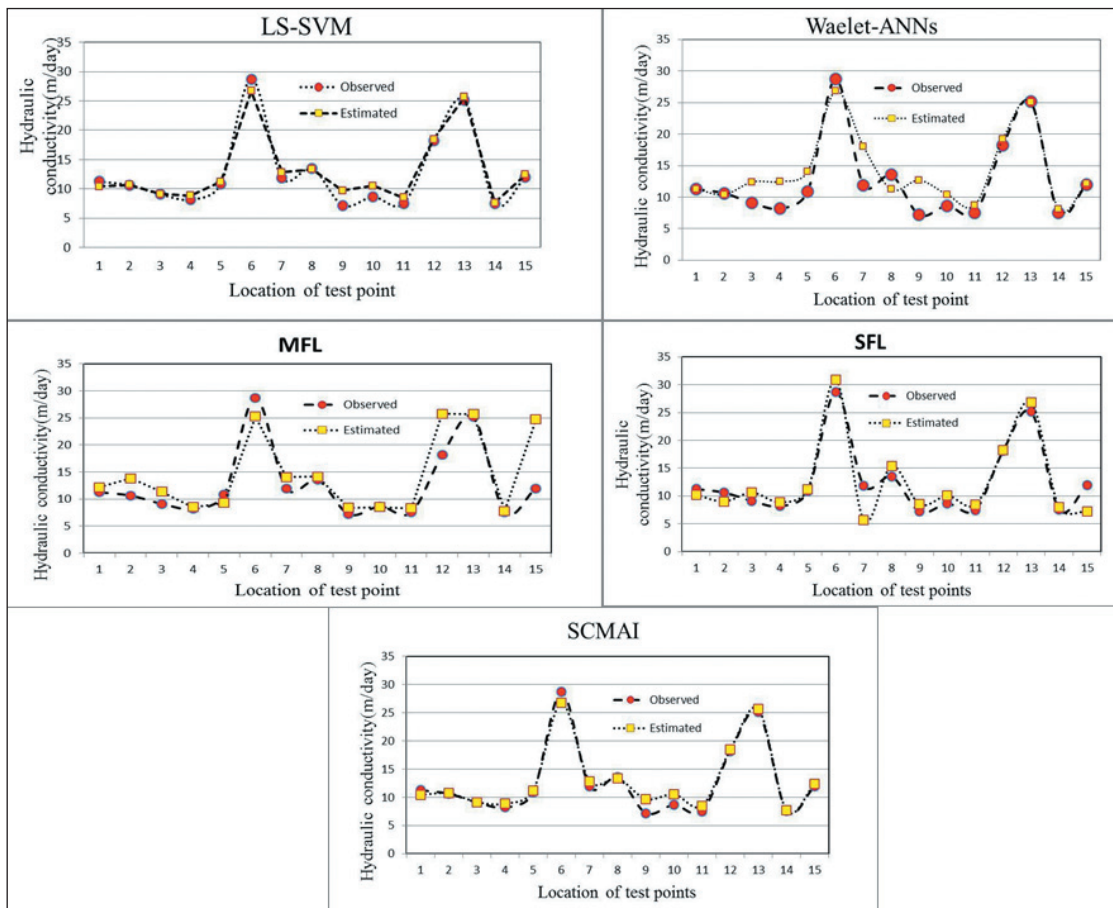 LS-SVM
Hydraulic
conductivity(m/day)
35
30
25
20
15
10
5
0
Observed
Estimated
1 2 3 4 5 6 7 8 9 10 11 12 13 14 15
Location of test point
Waelet-ANNs
Hydraulic
conductivity(m/day)
35
30
25
20
15
10
5
0
Observed
Estimated
1 2 3 4 5 6 7 8 9 10 11 12 13 14 15
Location of test point
MFL
Hydraulic conductivity(m/day)
35
30
25
20
15
10
5
0
Observed
Estimated
1 2 3 4 5 6 7 8 9 10 11 12 13 14 15
Location of test point
SFL
Hydraulic
conductivity(m/day)
35
30
25
20
15
10
5
0
Observed
Estimated
1 2 3 4 5 6 7 8 9 10 11 12 13 14 15
Location of test points
SCMAI
Hydraulic conductivity(m/day)
35
30
25
20
15
10
5
0
Observed
Estimated
1 2 3 4 5 6 7 8 9 10 11 12 13 14 15
Location of test points